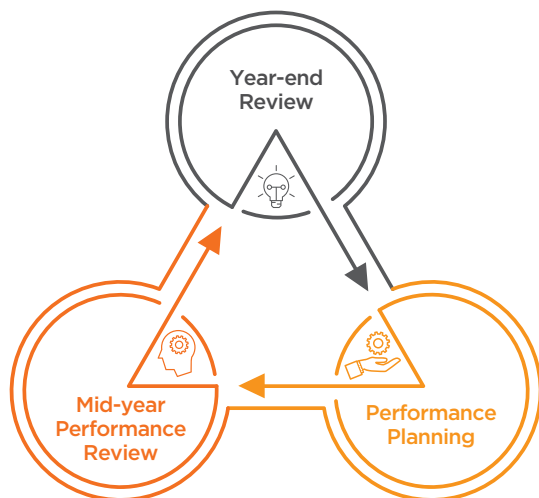 Year-end
Review
Mid-year
Performance
Review
Performance
Planning